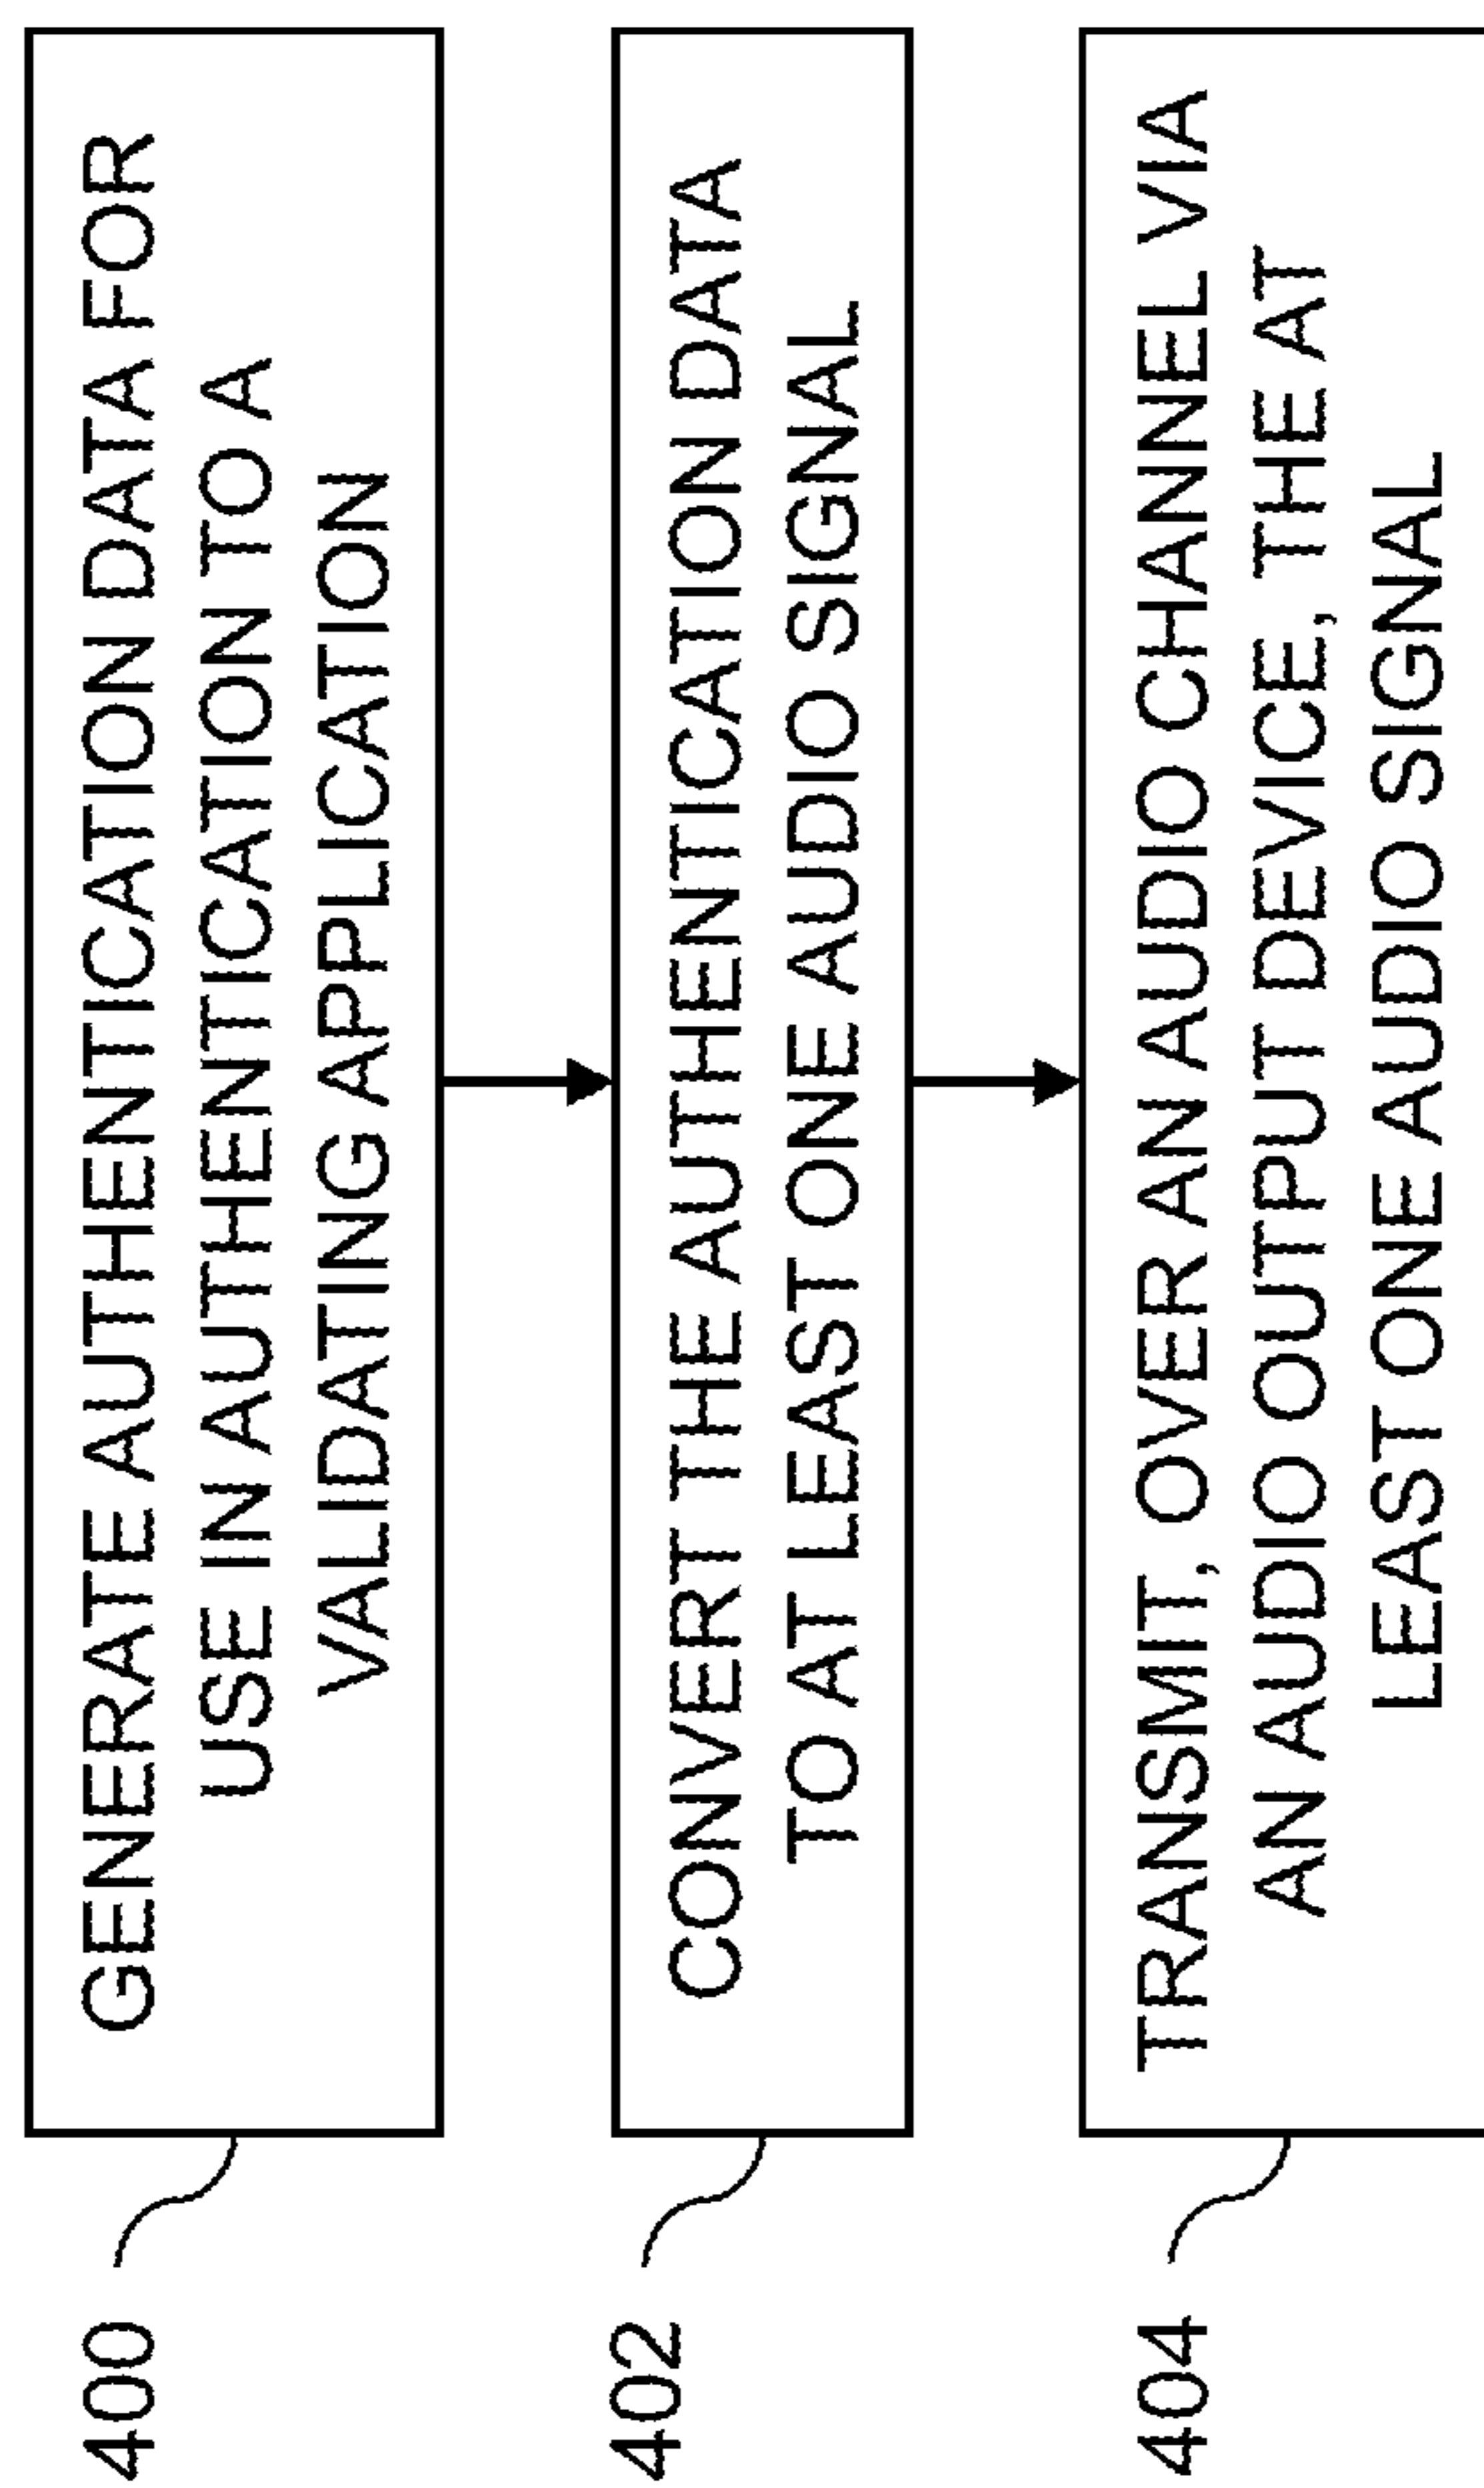 400
GENERATE AUTHENTICATION DATA FOR
USE IN AUTHENTICATION TO A
VALIDATING APPLICATION
402
CONVERT THE AUTHENTICATION DATA
TO AT LEAST ONE AUDIO SIGNAL
404
TRANSMIT, OVER AN AUDIO CHANNEL VIA
AN AUDIO OUTPUT DEVICE, THE AT
LEAST ONE AUDIO SIGNAL